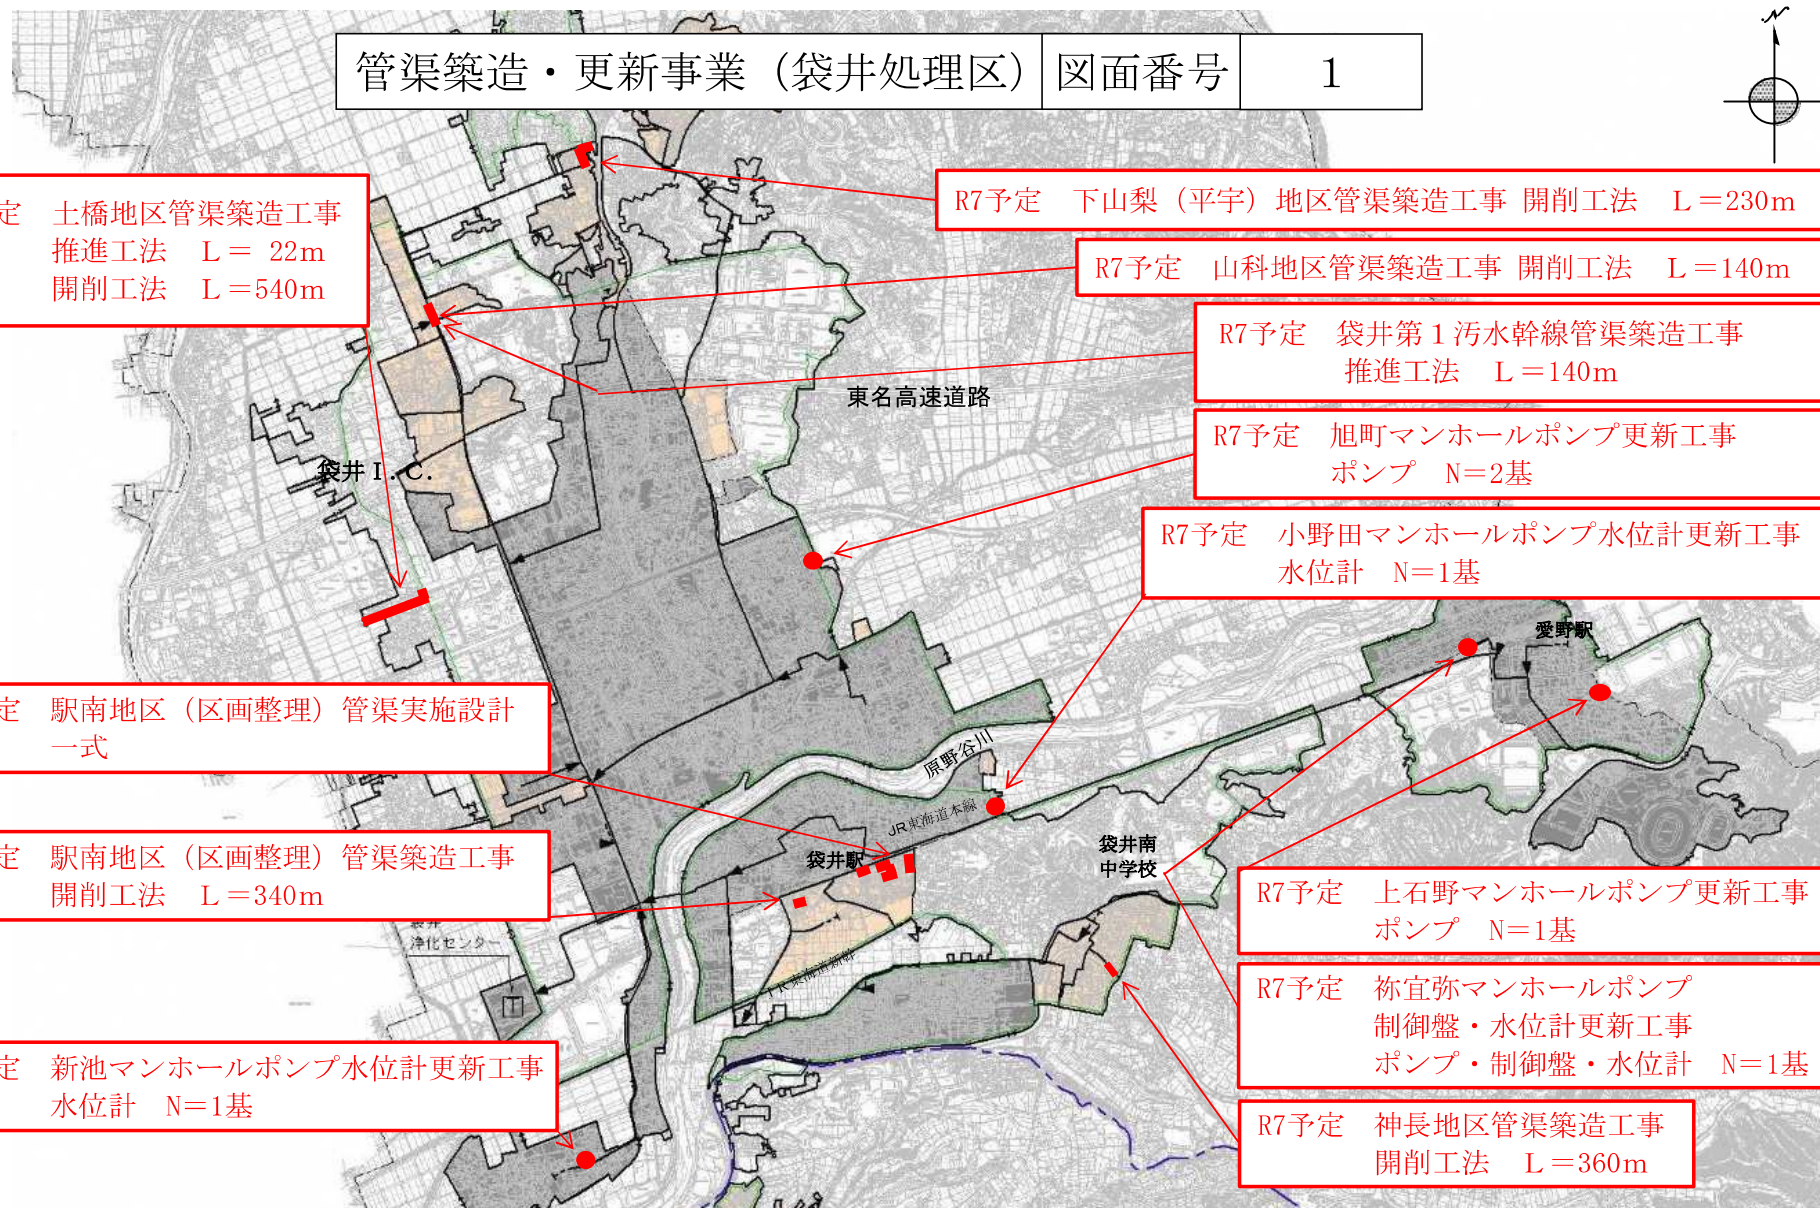 管渠築造・更新事業（袋井処理区） 図面番号 1
定 土橋地区管渠築造工事
推進工法 L＝ 22m
開削工法 L＝540m
R7予定 下山梨（平宇）地区管渠築造工事 開削工法 L＝230m
R7予定 山科地区管渠築造工事 開削工法 L＝140m
R7予定 袋井第１汚水幹線管渠築造工事
推進工法 L＝140m
東名高速道路
R7予定 旭町マンホールポンプ更新工事
ポンプ N＝2基
袋井Ｉ.Ｃ.
R7予定 小野田マンホールポンプ水位計更新工事
水位計 N＝1基
愛野駅
定 駅南地区（区画整理）管渠実施設計
一式
原野谷川
JR東海道本線
袋井駅
袋井南
中学校
定 駅南地区（区画整理）管渠築造工事
開削工法 L＝340m
袋井
浄化センター
R7予定 上石野マンホールポンプ更新工事
ポンプ N＝1基
R7予定 祢宜弥マンホールポンプ
制御盤・水位計更新工事
ポンプ・制御盤・水位計 N＝1基
定 新池マンホールポンプ水位計更新工事
水位計 N＝1基
R7予定 神長地区管渠築造工事
開削工法 L＝360m